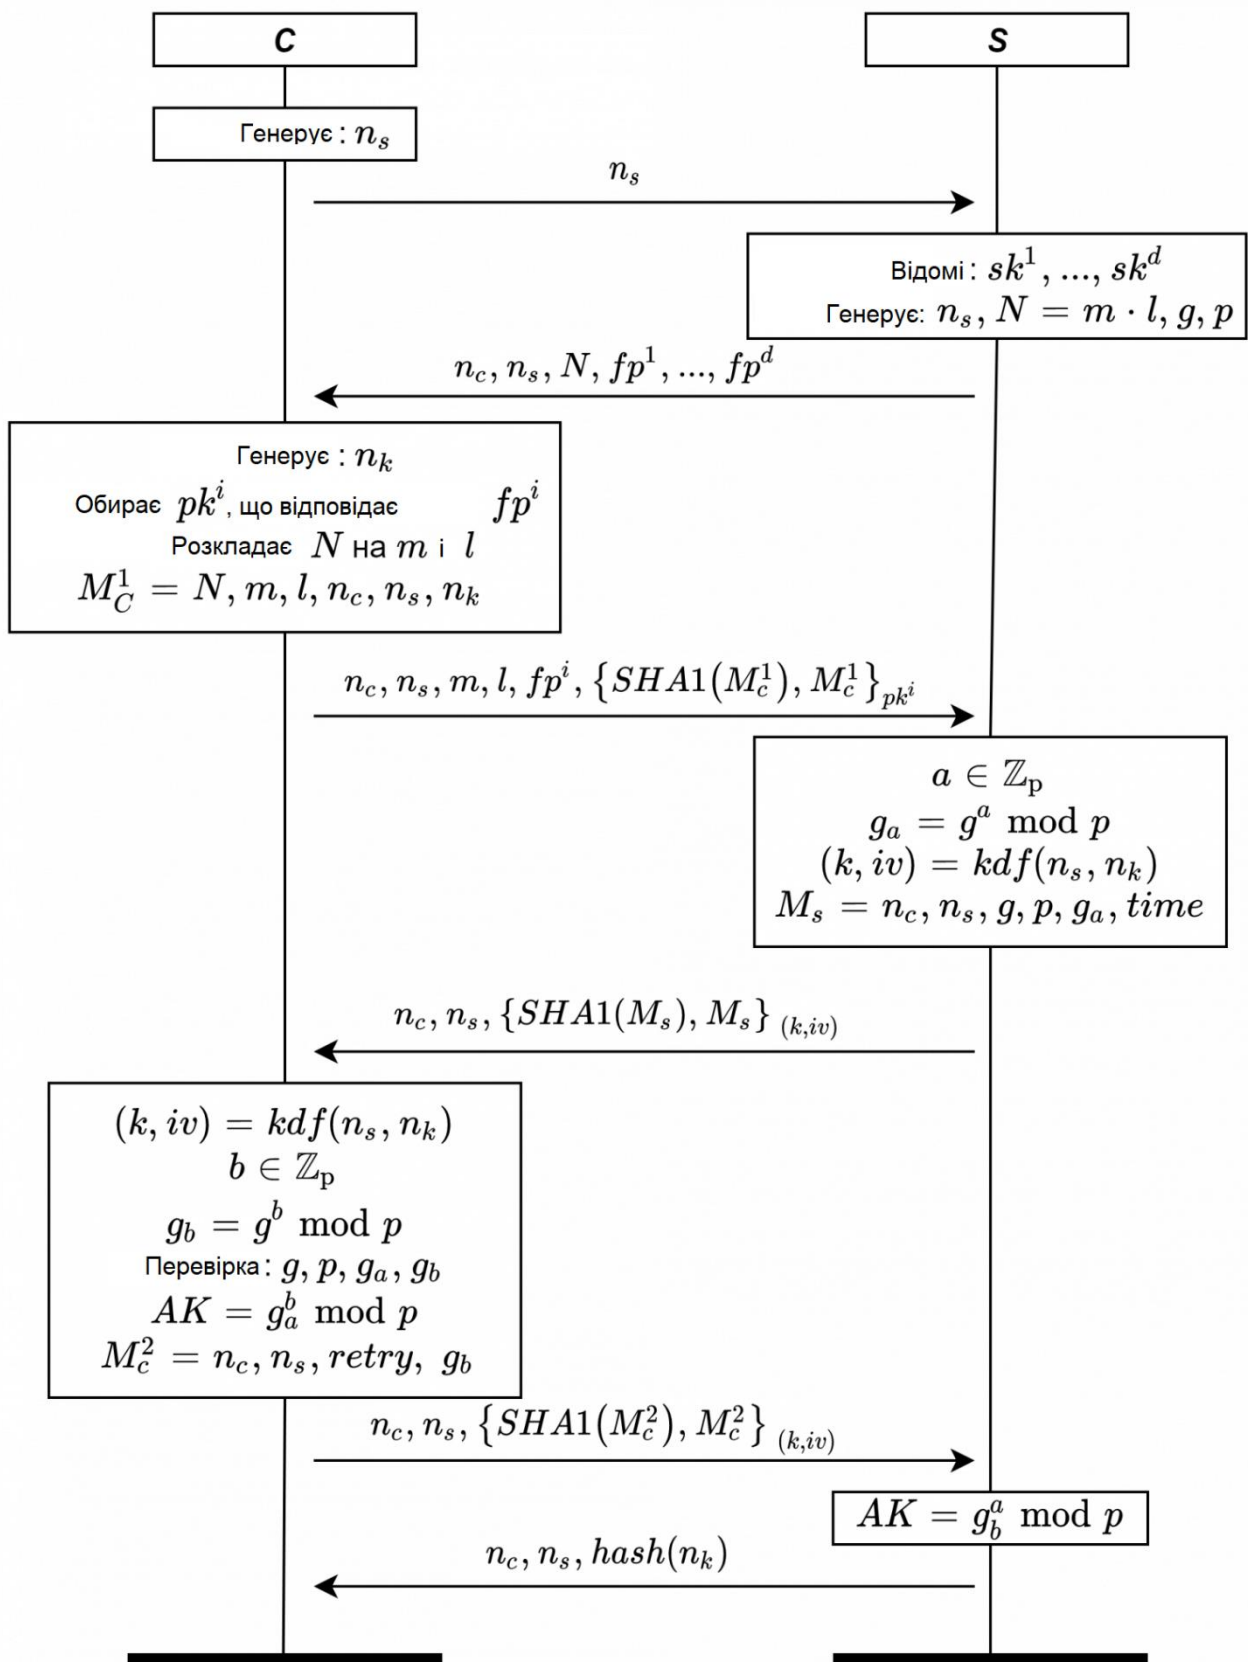 C
S
Генерує : n_s
n_s
Відомі : sk^1, ..., sk^d
Генерує: n_s, N = m · l, g, p
n_c, n_s, N, fp^1, ..., fp^d
Генерує : n_k
Обирає pk^i, що відповідає fp^i
Розкладає N на m і l
M_C^1 = N, m, l, n_c, n_s, n_k
n_c, n_s, m, l, fp^i, {SHA1(M_c^1), M_c^1}_{pk^i}
a ∈ ℤ_p
g_a = g^a mod p
(k, iv) = kdf(n_s, n_k)
M_s = n_c, n_s, g, p, g_a, time
n_c, n_s, {SHA1(M_s), M_s}_{(k,iv)}
(k, iv) = kdf(n_s, n_k)
b ∈ ℤ_p
g_b = g^b mod p
Перевірка : g, p, g_a, g_b
AK = g_a^b mod p
M_c^2 = n_c, n_s, retry, g_b
n_c, n_s, {SHA1(M_c^2), M_c^2}_{(k,iv)}
AK = g_b^a mod p
n_c, n_s, hash(n_k)